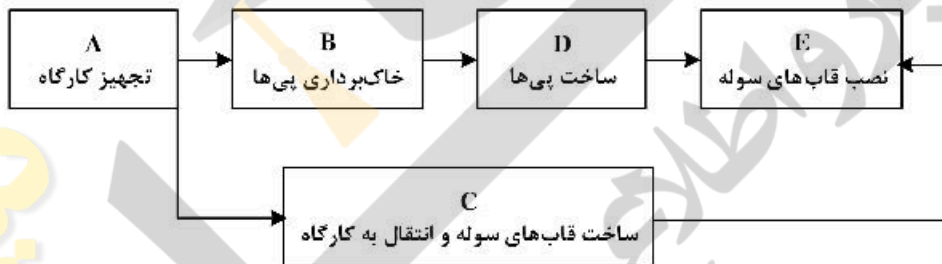 A
تجهیز کارگاه
B
خاک‌برداری پی‌ها
D
ساخت پی‌ها
E
نصب قاب‌های سوله
C
ساخت قاب‌های سوله و انتقال به کارگاه